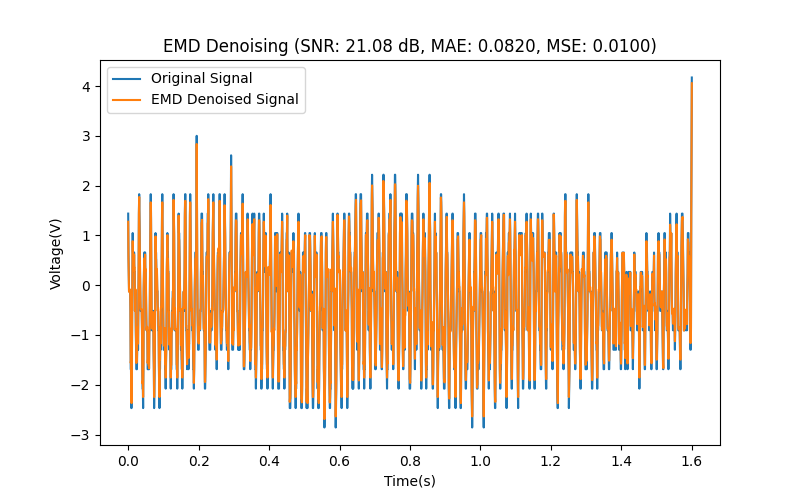 EMD Denoising (SNR: 21.08 dB, MAE: 0.0820, MSE: 0.0100)
Original Signal
EMD Denoised Signal
Voltage(V)
4
3
2
1
0
−1
−2
−3
0.0 0.2 0.4 0.6 0.8 1.0 1.2 1.4 1.6
Time(s)